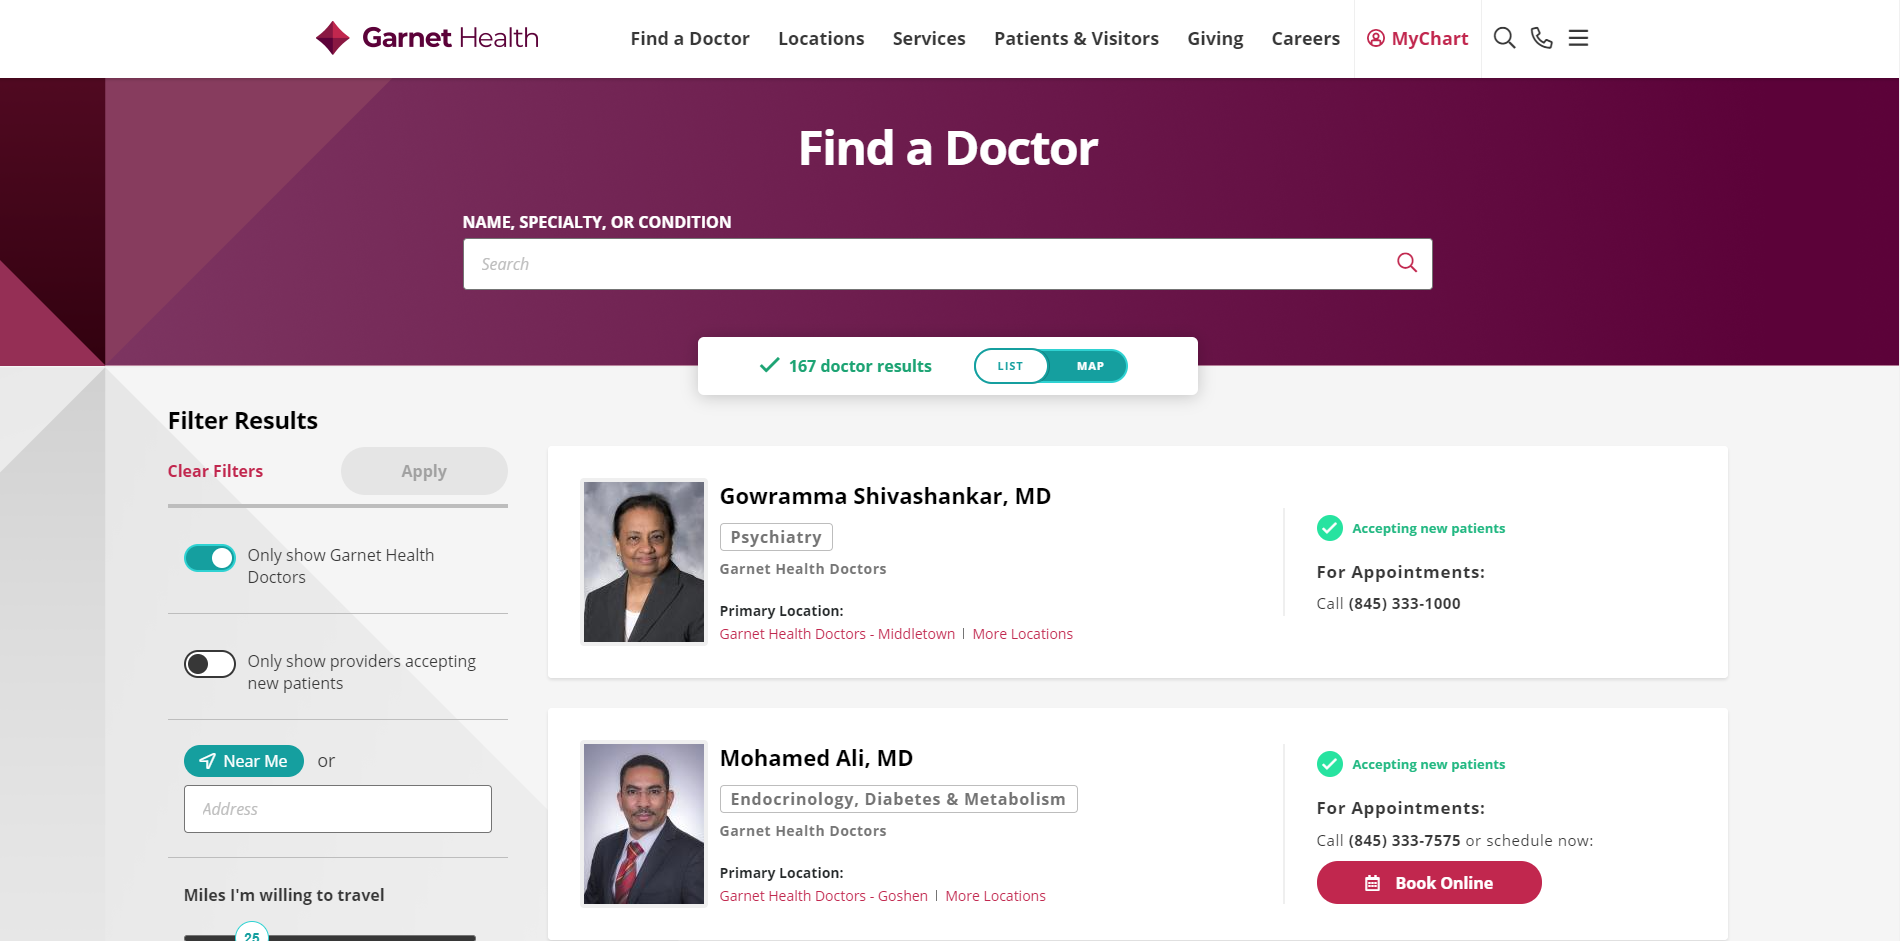 Garnet Health
Find a Doctor
Locations
Services
Patients & Visitors
Giving
Careers
MyChart
Find a Doctor
NAME, SPECIALTY, OR CONDITION
Search
167 doctor results
LIST
MAP
Filter Results
Clear Filters
Apply
Only show Garnet Health
Doctors
Only show providers accepting
new patients
Near Me
or
Address
Miles I'm willing to travel
25
Gowramma Shivashankar, MD
Psychiatry
Garnet Health Doctors
Primary Location:
Garnet Health Doctors - Middletown | More Locations
Accepting new patients
For Appointments:
Call (845) 333-1000
Mohamed Ali, MD
Endocrinology, Diabetes & Metabolism
Garnet Health Doctors
Primary Location:
Garnet Health Doctors - Goshen | More Locations
Accepting new patients
For Appointments:
Call (845) 333-7575 or schedule now:
Book Online